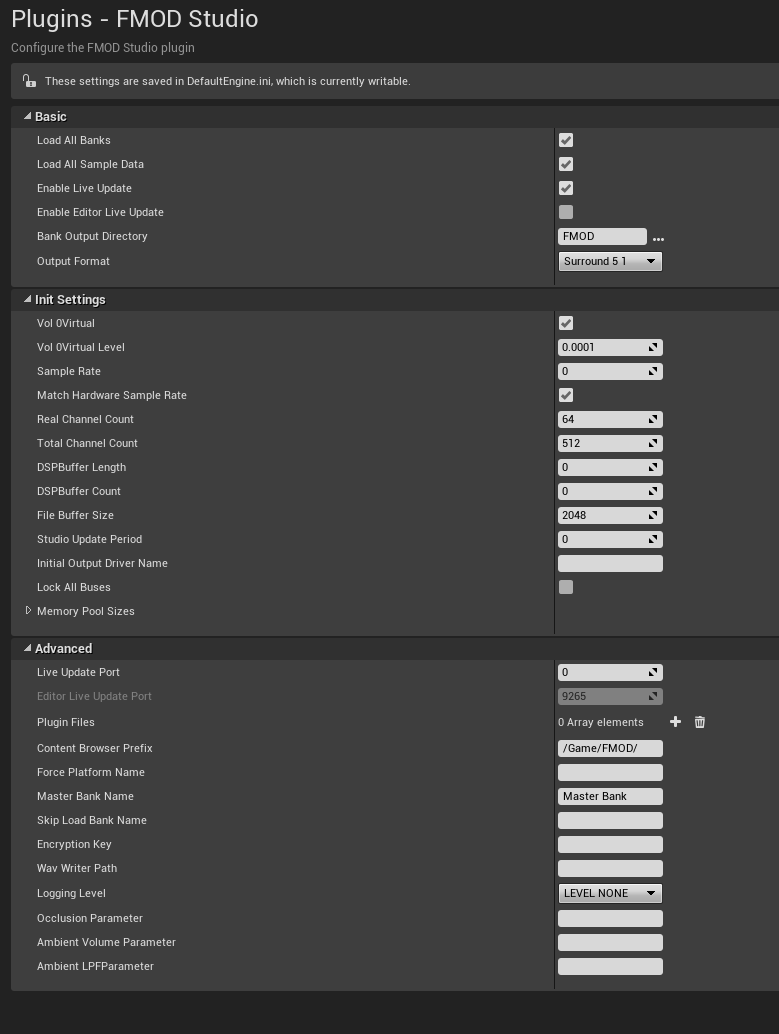 Plugins - FMOD Studio
Configure the FMOD Studio plugin
These settings are saved in DefaultEngine.ini, which is currently writable.
Basic
Load All Banks
Load All Sample Data
Enable Live Update
Enable Editor Live Update
Bank Output Directory FMOD ...
Output Format Surround 5 1
Init Settings
Vol 0Virtual
Vol 0Virtual Level 0.0001
Sample Rate 0
Match Hardware Sample Rate
Real Channel Count 64
Total Channel Count 512
DSPBuffer Length 0
DSPBuffer Count 0
File Buffer Size 2048
Studio Update Period 0
Initial Output Driver Name
Lock All Buses
Memory Pool Sizes
Advanced
Live Update Port 0
Editor Live Update Port 9265
Plugin Files 0 Array elements
Content Browser Prefix /Game/FMOD/
Force Platform Name
Master Bank Name Master Bank
Skip Load Bank Name
Encryption Key
Wav Writer Path
Logging Level LEVEL NONE
Occlusion Parameter
Ambient Volume Parameter
Ambient LPFParameter